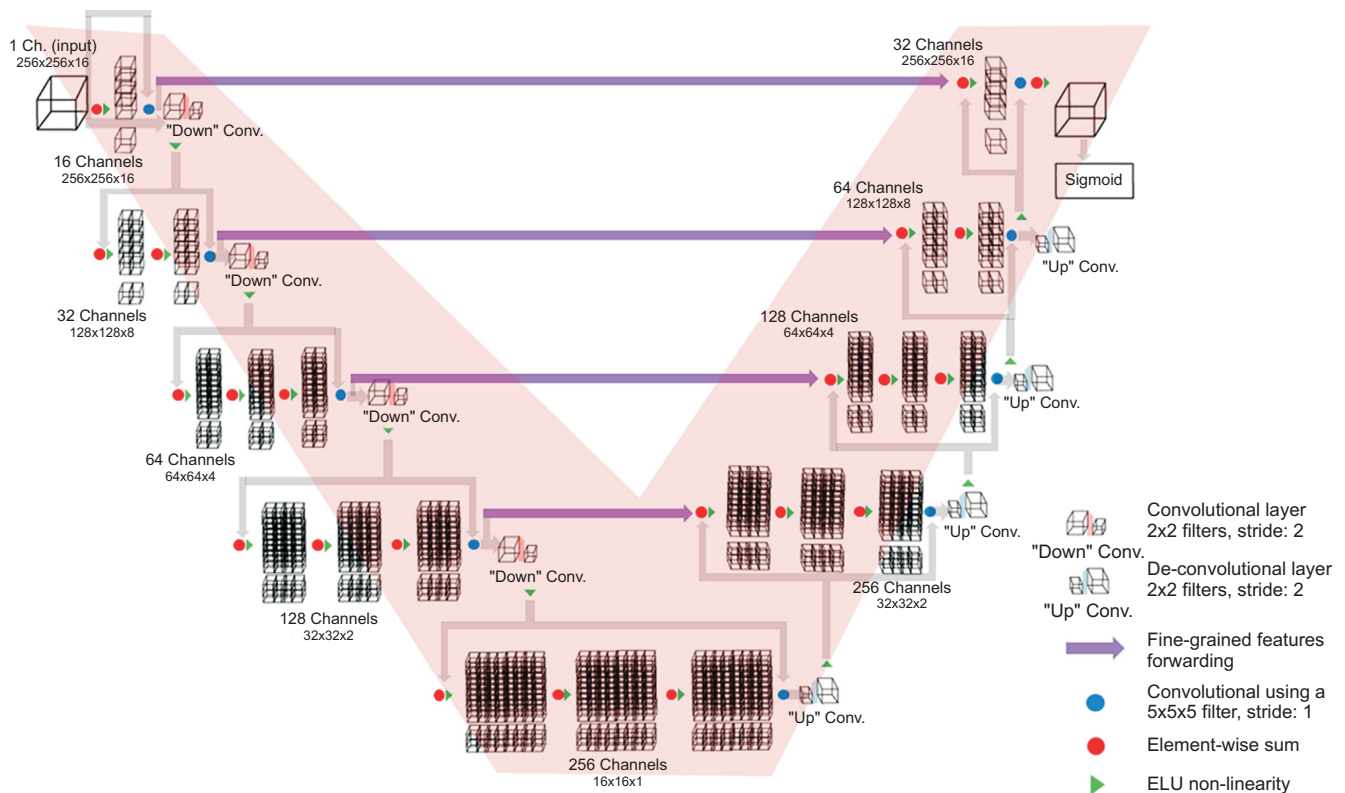 1 Ch. (input)
256x256x16
"Down" Conv.
16 Channels
256x256x16
"Down" Conv.
32 Channels
128x128x8
"Down" Conv.
64 Channels
64x64x4
"Down" Conv.
128 Channels
32x32x2
256 Channels
16x16x1
"Up" Conv.
256 Channels
32x32x2
"Up" Conv.
128 Channels
64x64x4
"Up" Conv.
64 Channels
128x128x8
"Up" Conv.
32 Channels
256x256x16
Sigmoid
Convolutional layer
2x2 filters, stride: 2
"Down" Conv.
De-convolutional layer
2x2 filters, stride: 2
"Up" Conv.
Fine-grained features
forwarding
Convolutional using a
5x5x5 filter, stride: 1
Element-wise sum
ELU non-linearity